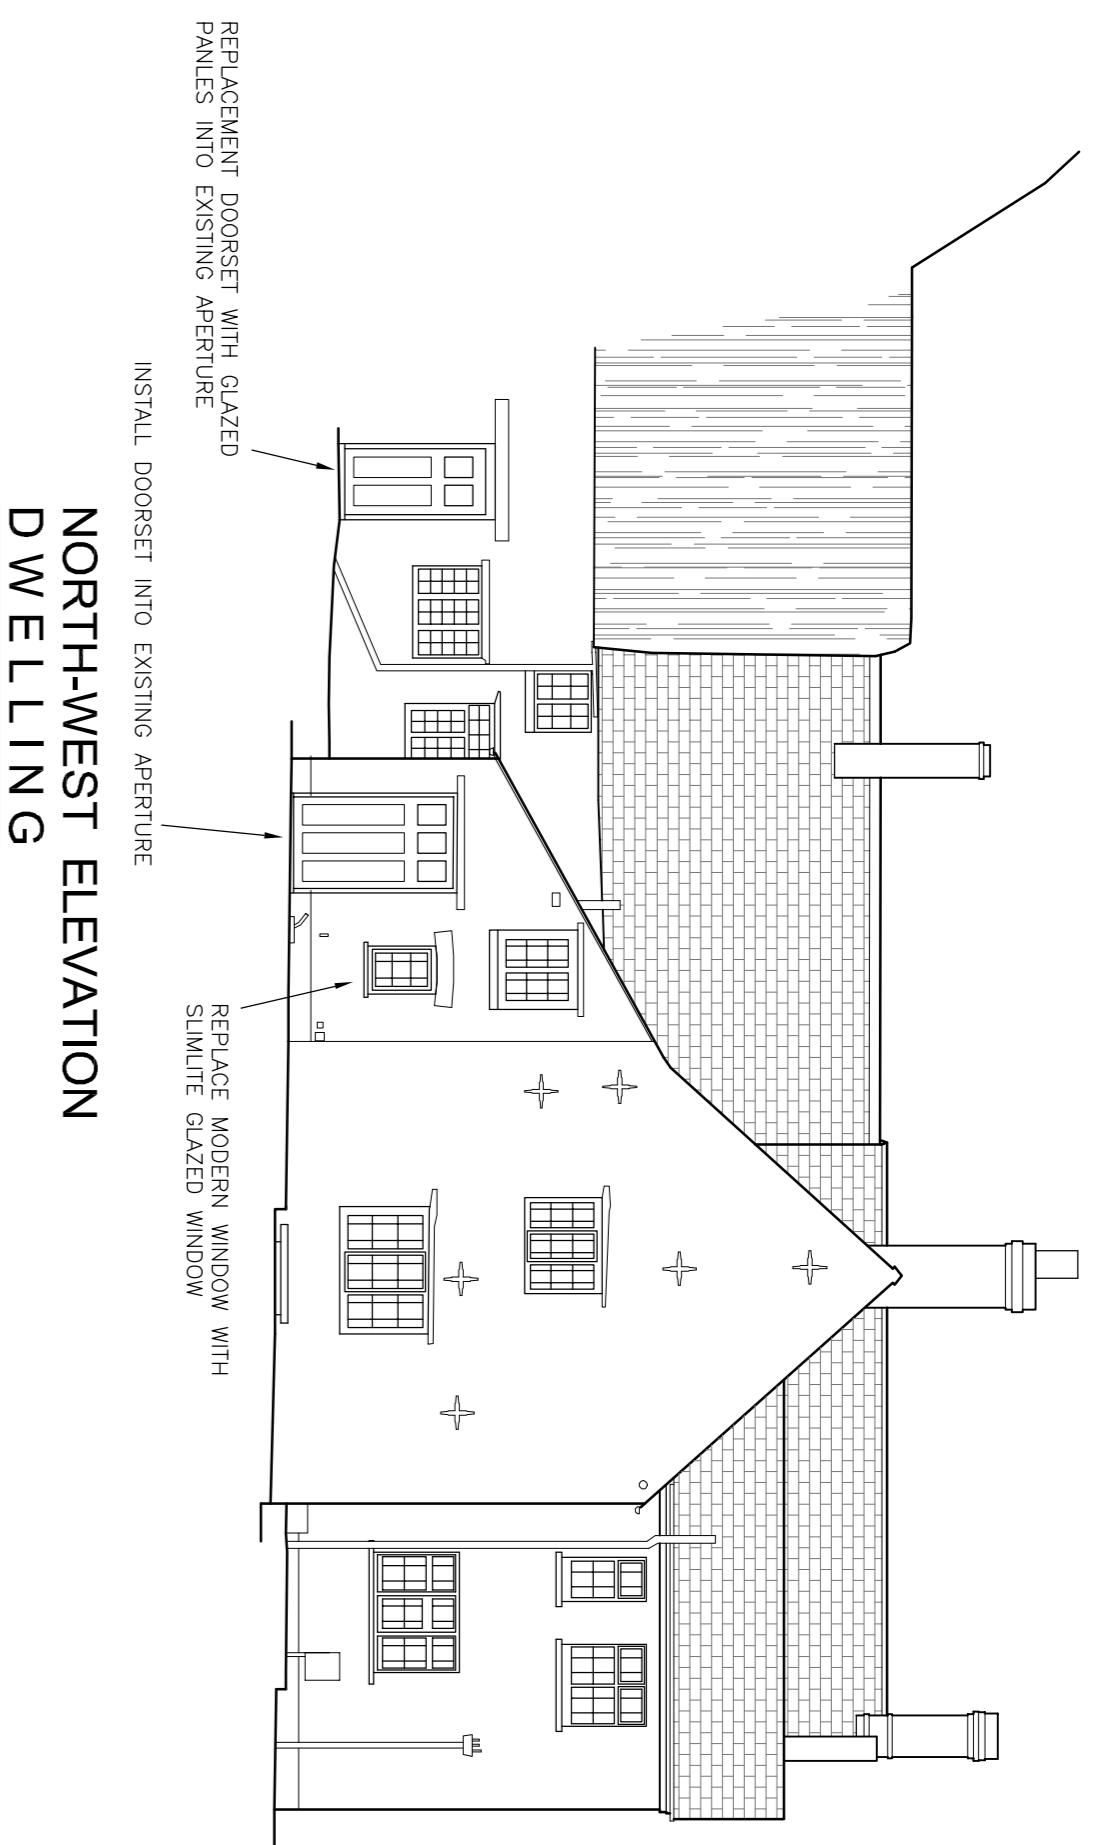 REPLACEMENT DOORSET WITH GLAZED
PANLES INTO EXISTING APERTURE
INSTALL DOORSET INTO EXISTING APERTURE
REPLACE MODERN WINDOW WITH
SLIMLITE GLAZED WINDOW
NORTH-WEST ELEVATION
DWELLING